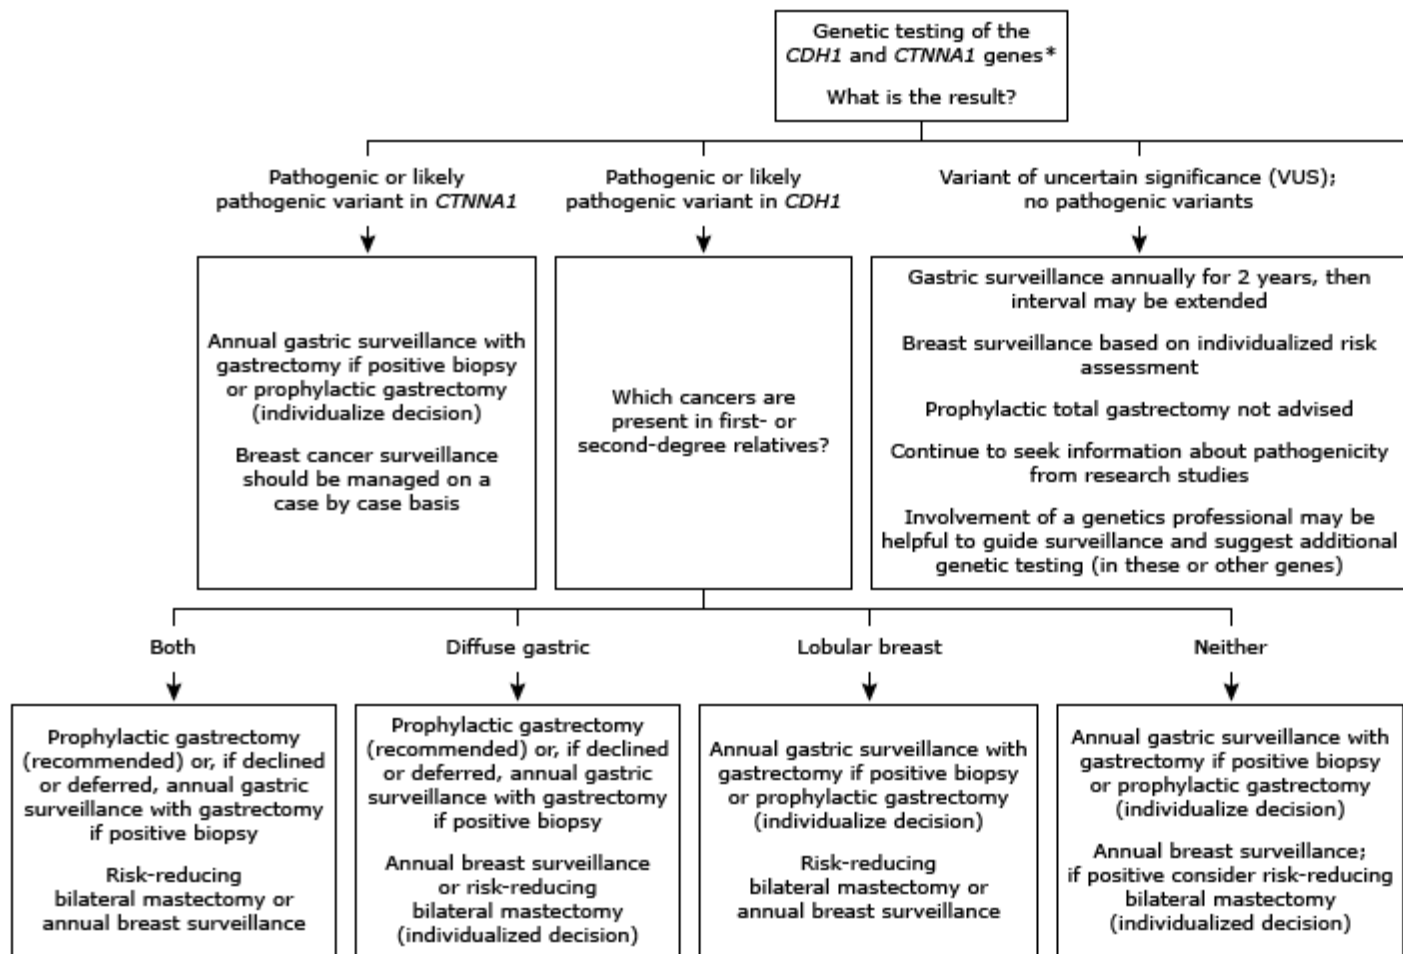 Genetic testing of the
CDH1 and CTNNA1 genes*
What is the result?
Pathogenic or likely
pathogenic variant in CTNNA1
Pathogenic or likely
pathogenic variant in CDH1
Variant of uncertain significance (VUS);
no pathogenic variants
Annual gastric surveillance with
gastrectomy if positive biopsy
or prophylactic gastrectomy
(individualize decision)
Breast cancer surveillance
should be managed on a
case by case basis
Which cancers are
present in first- or
second-degree relatives?
Gastric surveillance annually for 2 years, then
interval may be extended
Breast surveillance based on individualized risk
assessment
Prophylactic total gastrectomy not advised
Continue to seek information about pathogenicity
from research studies
Involvement of a genetics professional may be
helpful to guide surveillance and suggest additional
genetic testing (in these or other genes)
Both
Diffuse gastric
Lobular breast
Neither
Prophylactic gastrectomy
(recommended) or, if declined
or deferred, annual gastric
surveillance with gastrectomy
if positive biopsy
Risk-reducing
bilateral mastectomy or
annual breast surveillance
Prophylactic gastrectomy
(recommended) or, if declined
or deferred, annual gastric
surveillance with gastrectomy
if positive biopsy
Annual breast surveillance
or risk-reducing
bilateral mastectomy
(individualized decision)
Annual gastric surveillance with
gastrectomy if positive biopsy
or prophylactic gastrectomy
(individualize decision)
Risk-reducing
bilateral mastectomy or
annual breast surveillance
Annual gastric surveillance with
gastrectomy if positive biopsy
or prophylactic gastrectomy
(individualize decision)
Annual breast surveillance;
if positive consider risk-reducing
bilateral mastectomy
(individualized decision)